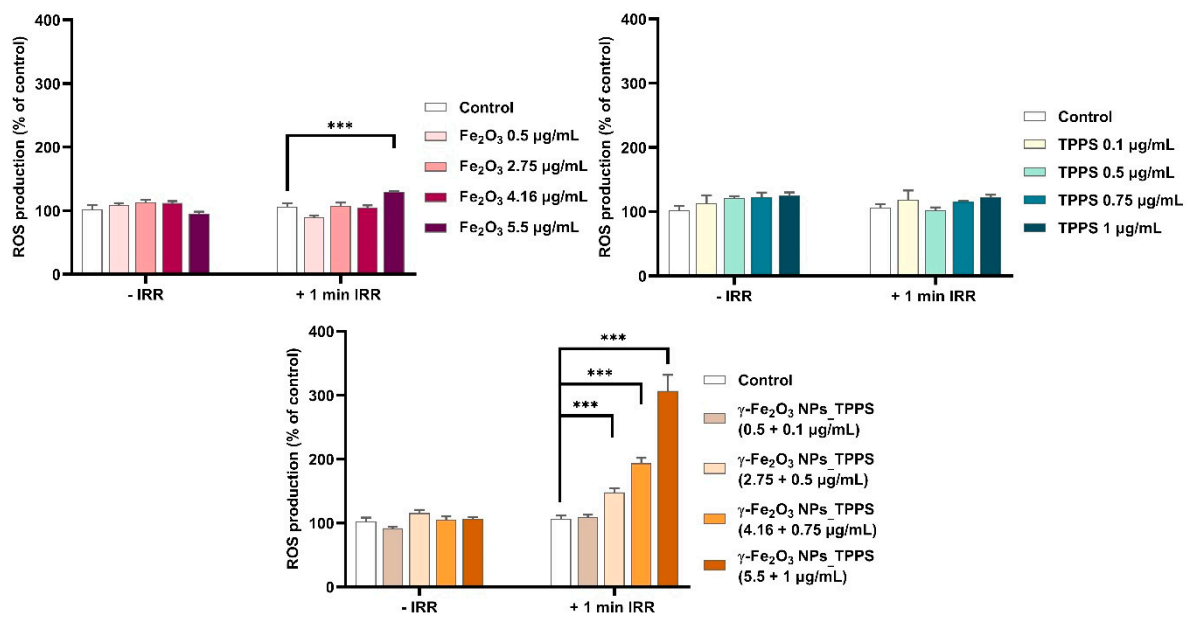 ROS production (% of control)
400
300
200
100
0
***
- IRR
+ 1 min IRR
Control
Fe₂O₃ 0.5 µg/mL
Fe₂O₃ 2.75 µg/mL
Fe₂O₃ 4.16 µg/mL
Fe₂O₃ 5.5 µg/mL
ROS production (% of control)
400
300
200
100
0
- IRR
+ 1 min IRR
Control
TPPS 0.1 µg/mL
TPPS 0.5 µg/mL
TPPS 0.75 µg/mL
TPPS 1 µg/mL
ROS production (% of control)
400
300
200
100
0
***
***
***
- IRR
+ 1 min IRR
Control
γ-Fe₂O₃ NPs_TPPS
(0.5 + 0.1 µg/mL)
γ-Fe₂O₃ NPs_TPPS
(2.75 + 0.5 µg/mL)
γ-Fe₂O₃ NPs_TPPS
(4.16 + 0.75 µg/mL)
γ-Fe₂O₃ NPs_TPPS
(5.5 + 1 µg/mL)